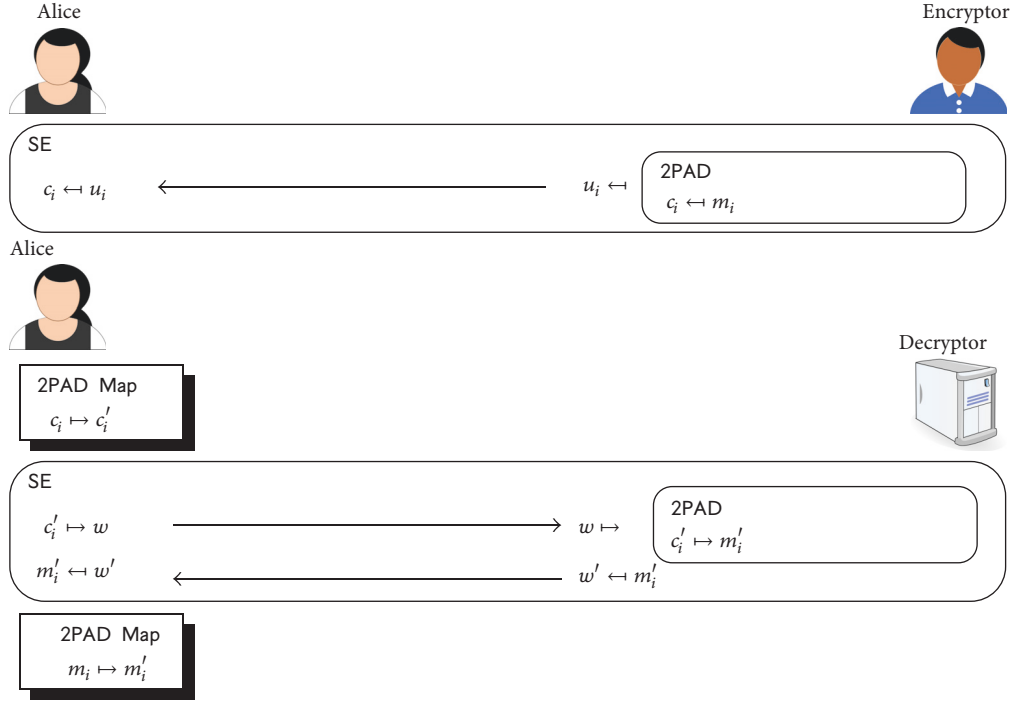 Alice
Encryptor
SE
2PAD
c_i ↤ u_i
u_i ↤
c_i ↤ m_i
Alice
Decryptor
2PAD Map
c_i ↦ c_i′
SE
2PAD
c_i′ ↦ w
w ↦
c_i′ ↦ m_i′
m_i′ ↤ w′
w′ ↤ m_i′
2PAD Map
m_i ↦ m_i′